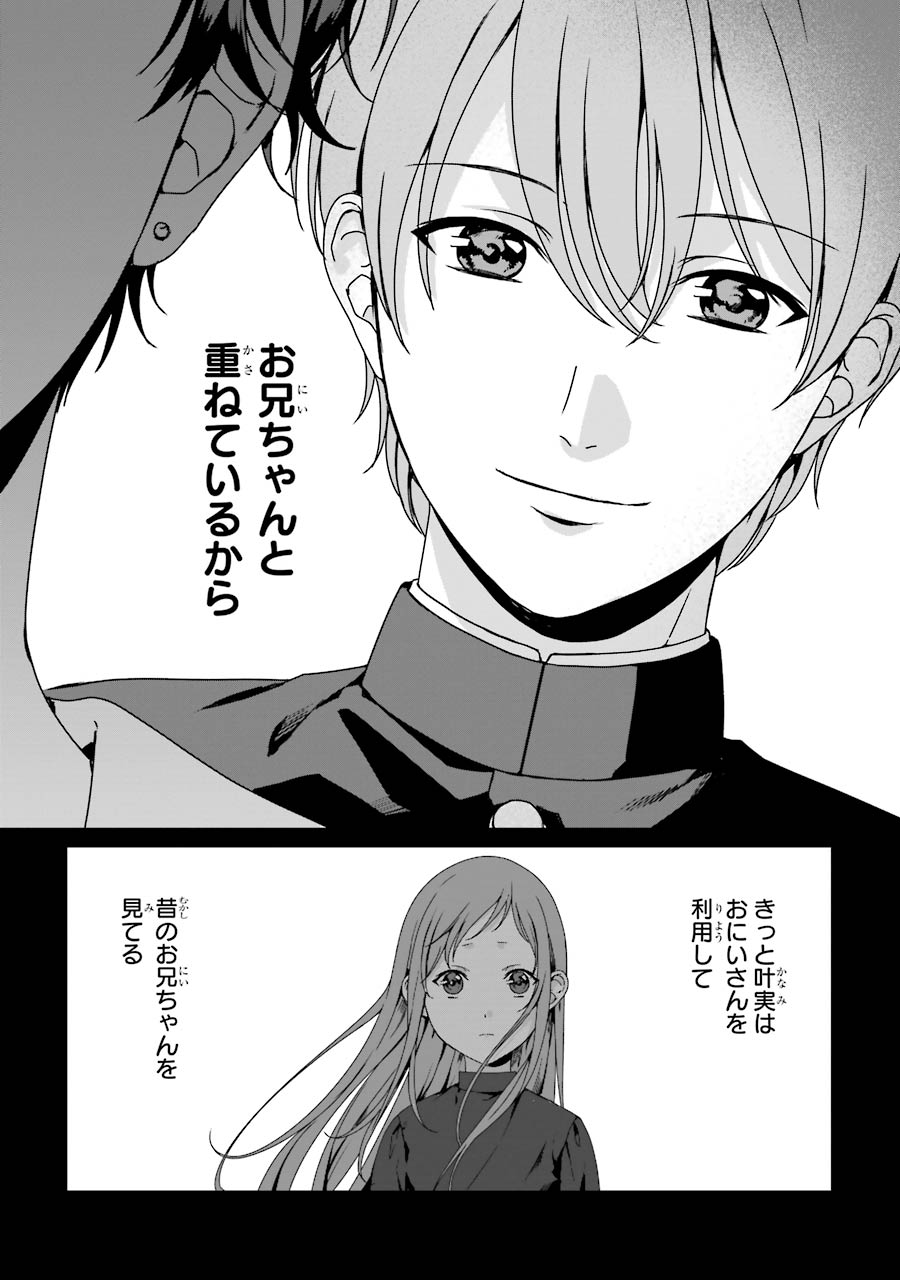 お兄ちゃんと
重ねているから
きっと叶実は
おにいさんを
利用して
昔のお兄ちゃんを
見てる